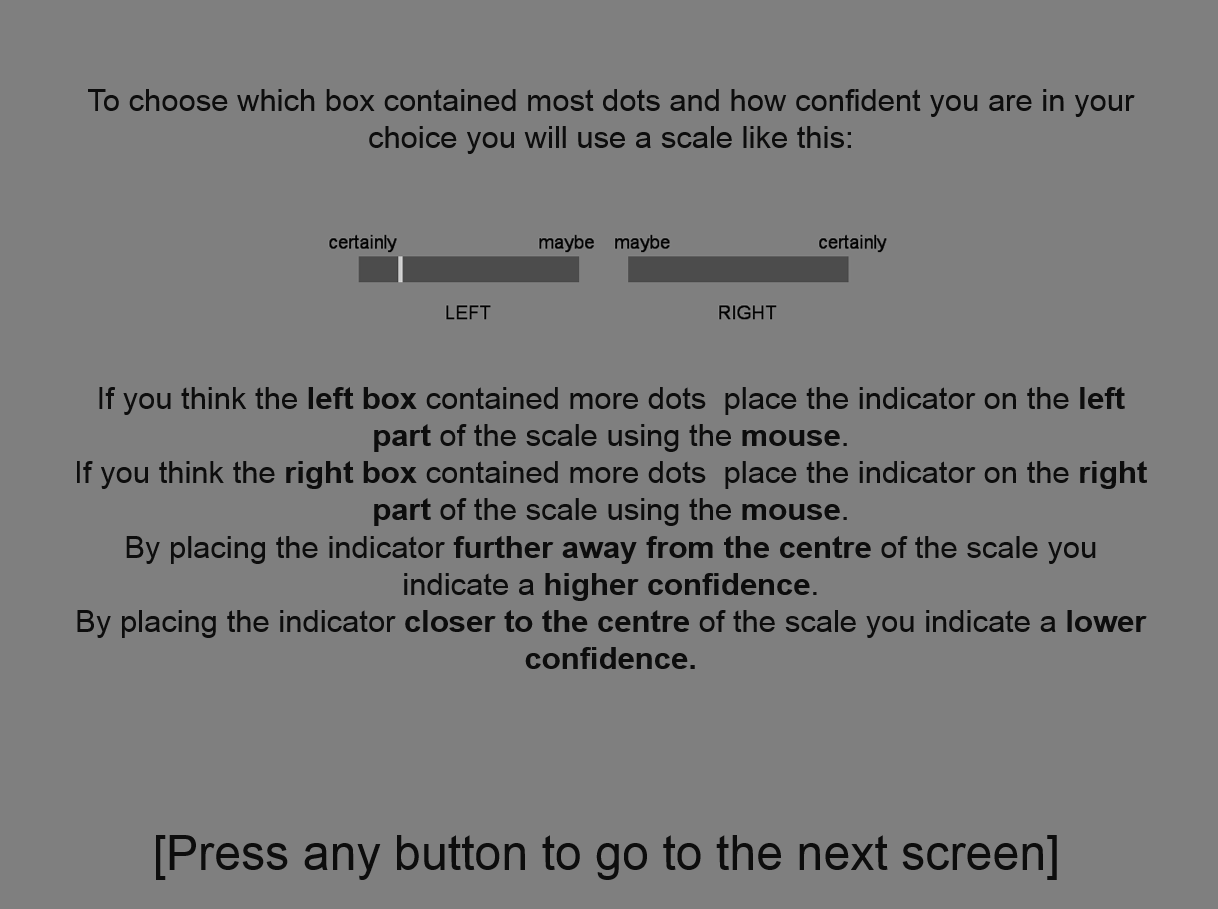 To choose which box contained most dots and how confident you are in your
choice you will use a scale like this:
certainly maybe maybe certainly
LEFT RIGHT
If you think the left box contained more dots  place the indicator on the left
part of the scale using the mouse.
If you think the right box contained more dots  place the indicator on the right
part of the scale using the mouse.
By placing the indicator further away from the centre of the scale you
indicate a higher confidence.
By placing the indicator closer to the centre of the scale you indicate a lower
confidence.
[Press any button to go to the next screen]